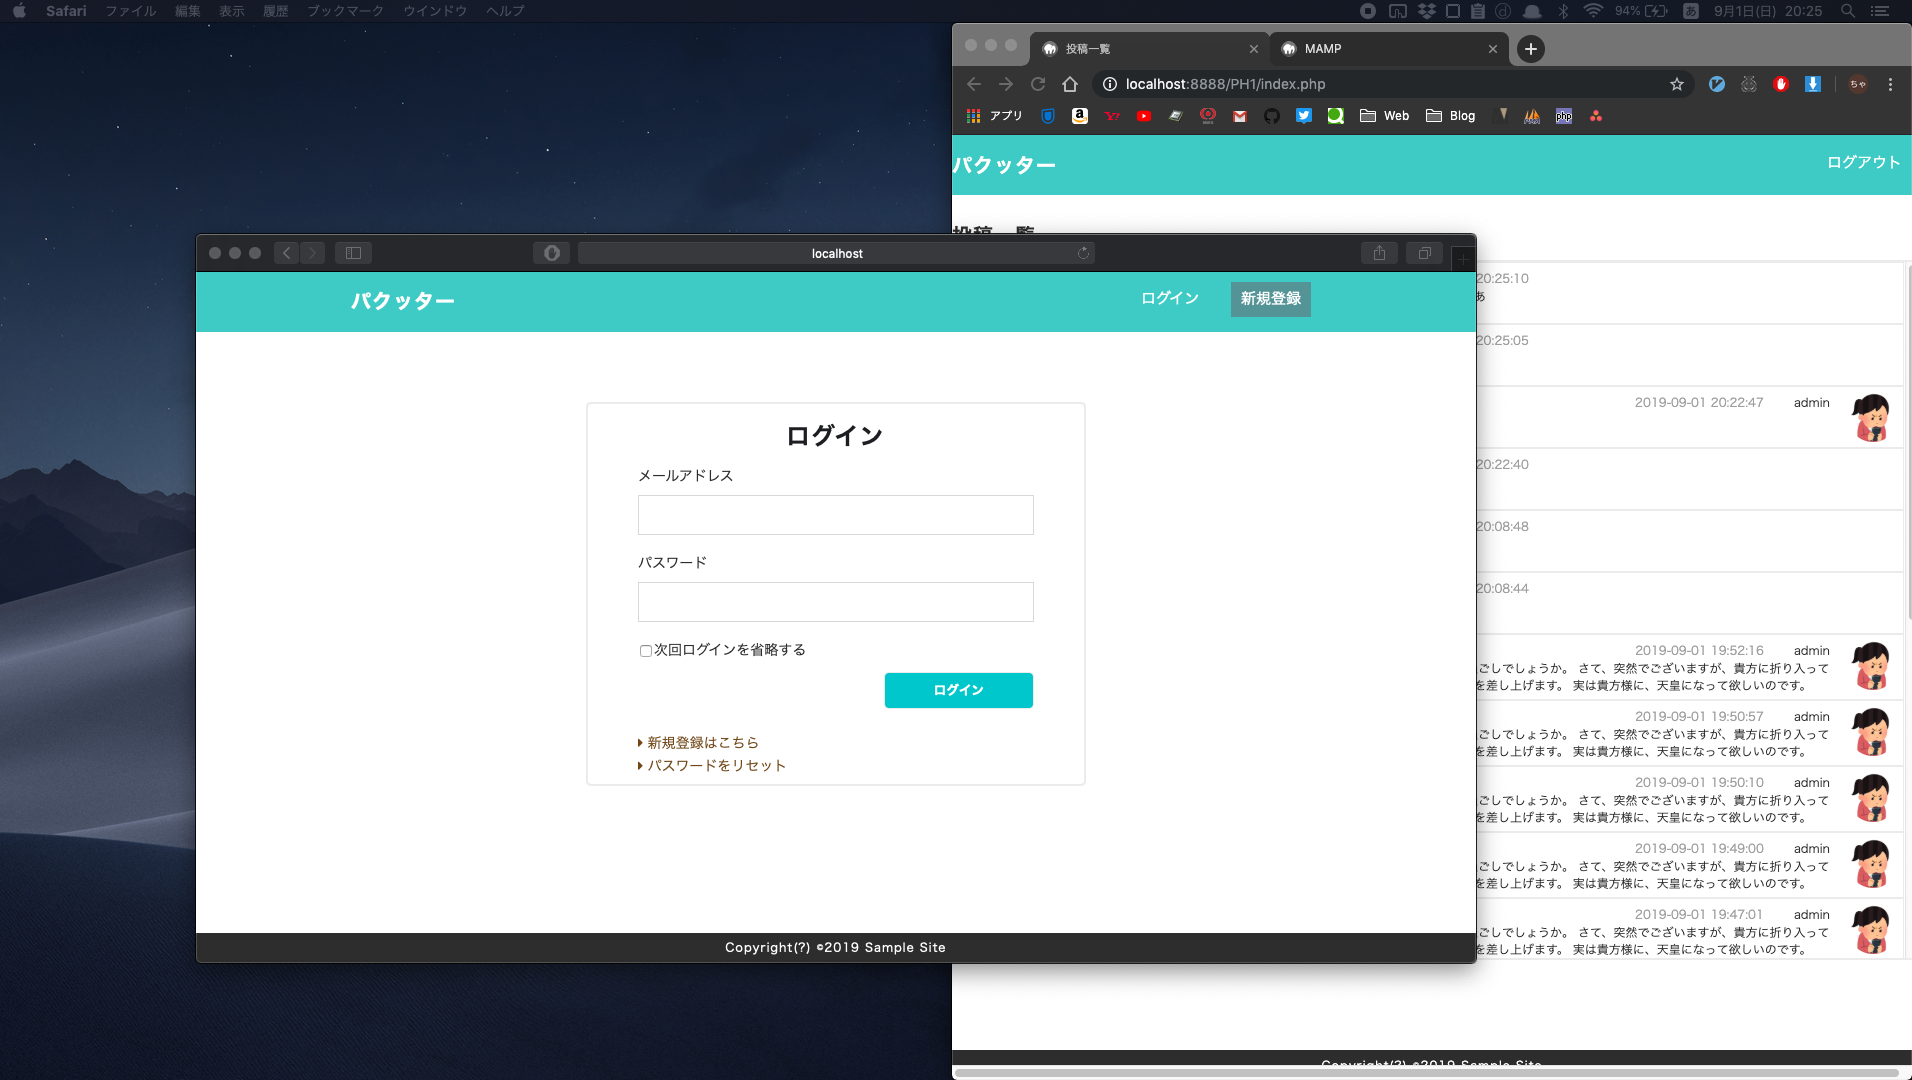 Safari ファイル 編集 表示 履歴 ブックマーク ウインドウ ヘルプ
94% あ 9月1日(日) 20:25
投稿一覧 MAMP
localhost:8888/PH1/index.php
ちゃ
アプリ Web Blog php
パクッター ログアウト
投稿一覧
localhost
パクッター ログイン 新規登録
ログイン
メールアドレス
パスワード
次回ログインを省略する
ログイン
新規登録はこちら
パスワードをリセット
Copyright(?) ©2019 Sample Site
20:25:10
あ
20:25:05
2019-09-01 20:22:47 admin
20:22:40
20:08:48
20:08:44
2019-09-01 19:52:16 admin
ごしでしょうか。 さて、突然でございますが、貴方に折り入って
を差し上げます。 実は貴方様に、天皇になって欲しいのです。
2019-09-01 19:50:57 admin
ごしでしょうか。 さて、突然でございますが、貴方に折り入って
を差し上げます。 実は貴方様に、天皇になって欲しいのです。
2019-09-01 19:50:10 admin
ごしでしょうか。 さて、突然でございますが、貴方に折り入って
を差し上げます。 実は貴方様に、天皇になって欲しいのです。
2019-09-01 19:49:00 admin
ごしでしょうか。 さて、突然でございますが、貴方に折り入って
を差し上げます。 実は貴方様に、天皇になって欲しいのです。
2019-09-01 19:47:01 admin
ごしでしょうか。 さて、突然でございますが、貴方に折り入って
を差し上げます。 実は貴方様に、天皇になって欲しいのです。
Copyright(?) ©2019 Sample Site